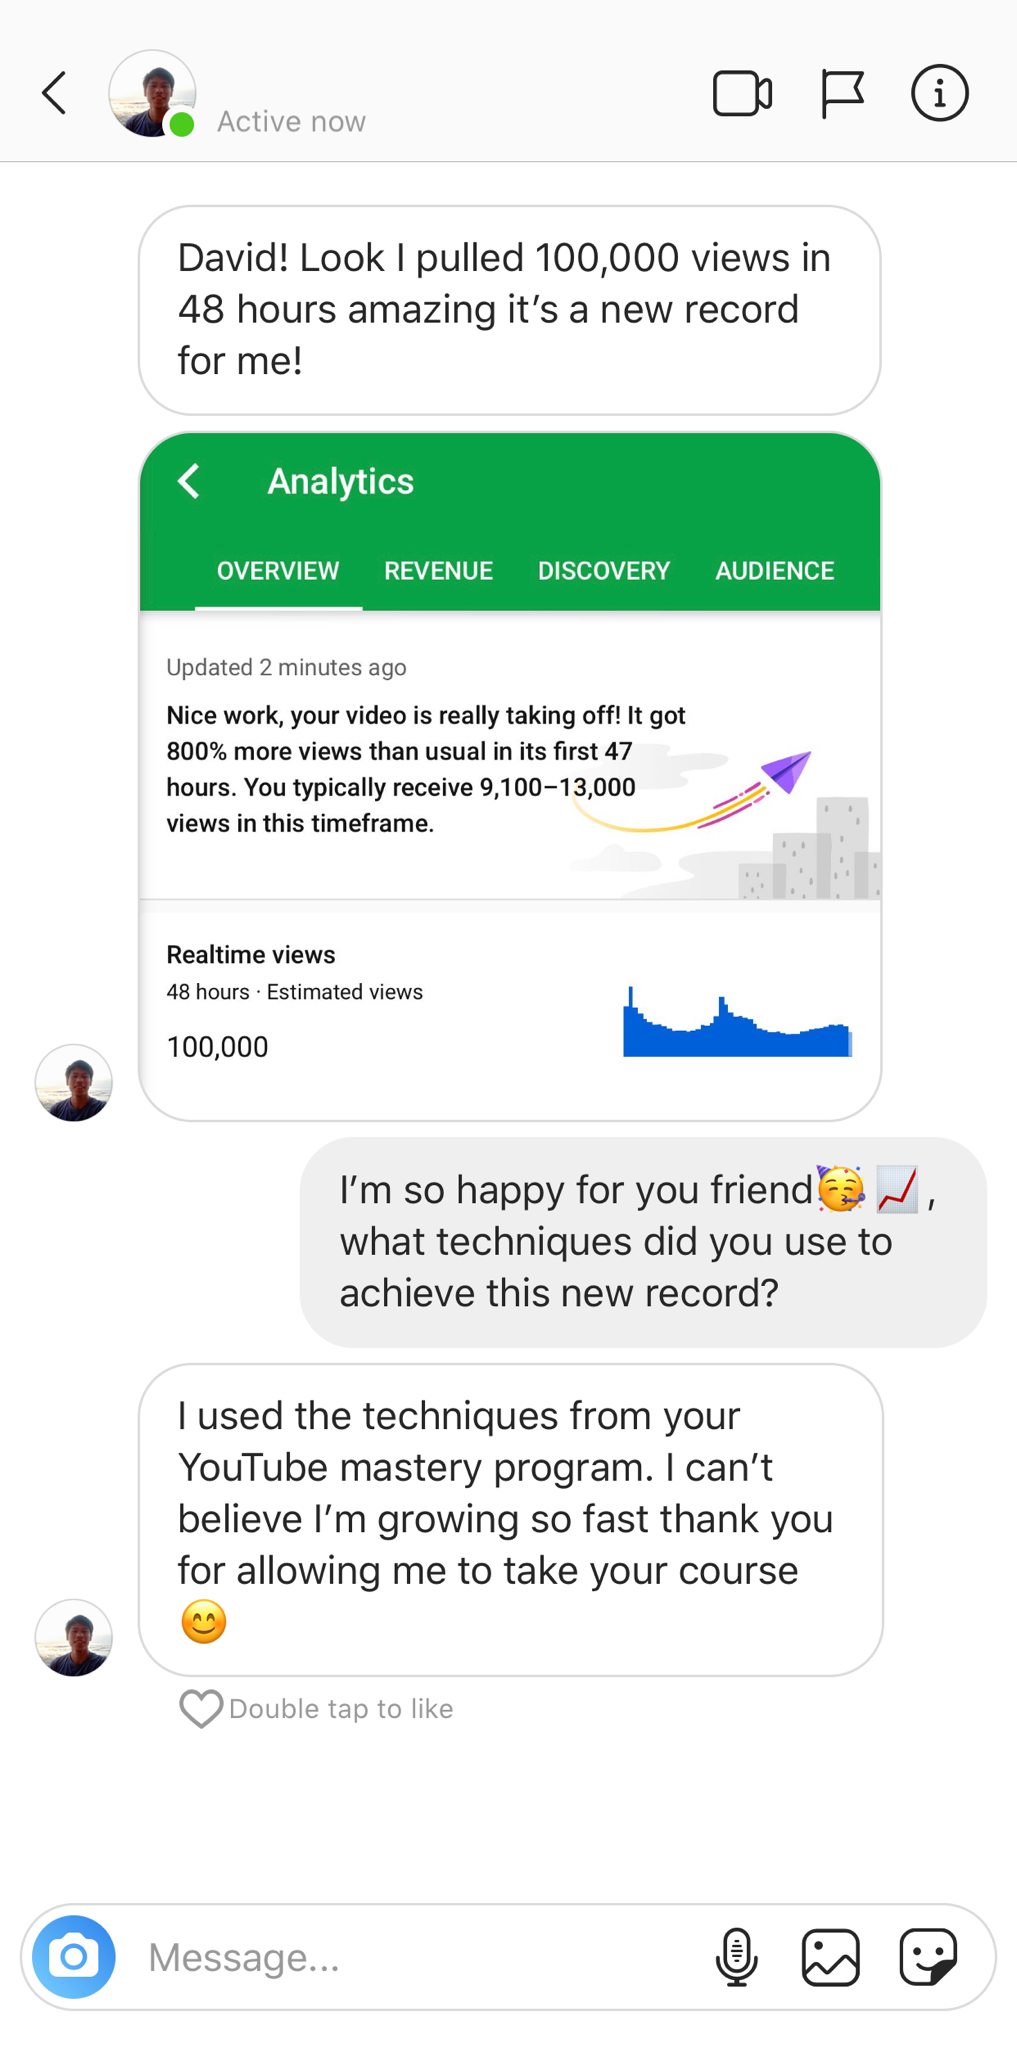 Active now
David! Look I pulled 100,000 views in
48 hours amazing it’s a new record
for me!
Analytics
OVERVIEW REVENUE DISCOVERY AUDIENCE
Updated 2 minutes ago
Nice work, your video is really taking off! It got
800% more views than usual in its first 47
hours. You typically receive 9,100–13,000
views in this timeframe.
Realtime views
48 hours · Estimated views
100,000
I’m so happy for you friend🥳 📈 ,
what techniques did you use to
achieve this new record?
I used the techniques from your
YouTube mastery program. I can’t
believe I’m growing so fast thank you
for allowing me to take your course
😊
Double tap to like
Message...